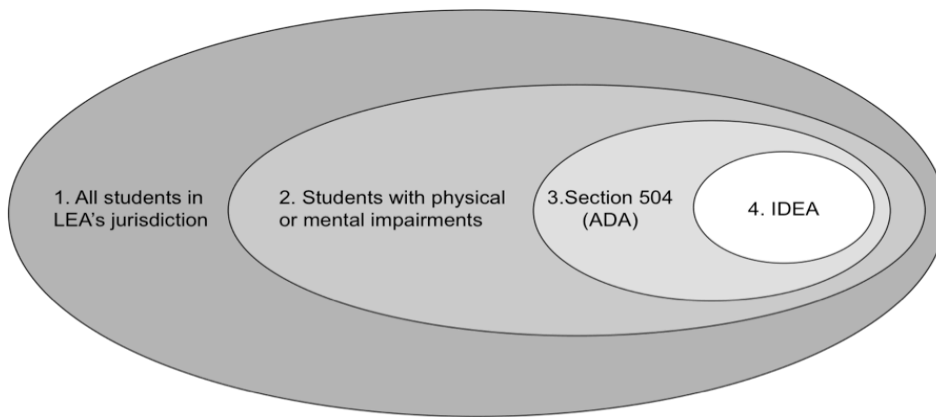 1. All students in
LEA's jurisdiction
2. Students with physical
or mental impairments
3.Section 504
(ADA)
4. IDEA